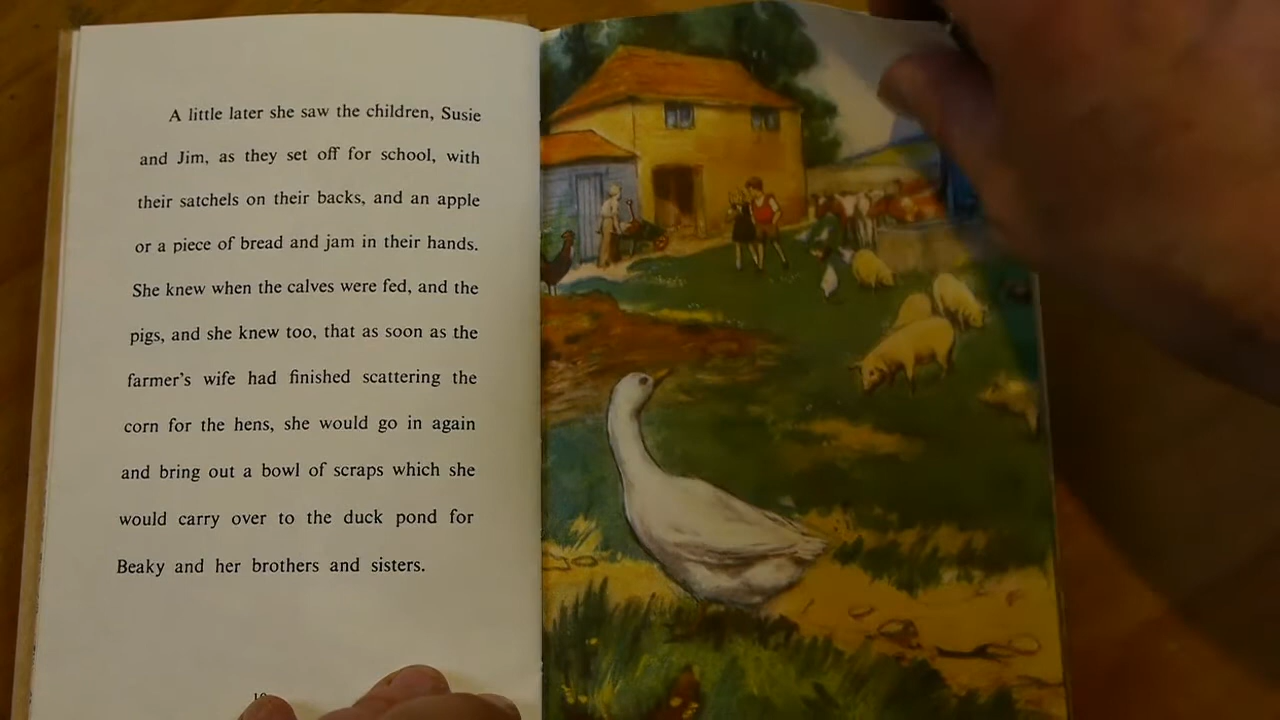 A little later she saw the children, Susie
and Jim, as they set off for school, with
their satchels on their backs, and an apple
or a piece of bread and jam in their hands.
She knew when the calves were fed, and the
pigs, and she knew too, that as soon as the
farmer's wife had finished scattering the
corn for the hens, she would go in again
and bring out a bowl of scraps which she
would carry over to the duck pond for
Beaky and her brothers and sisters.